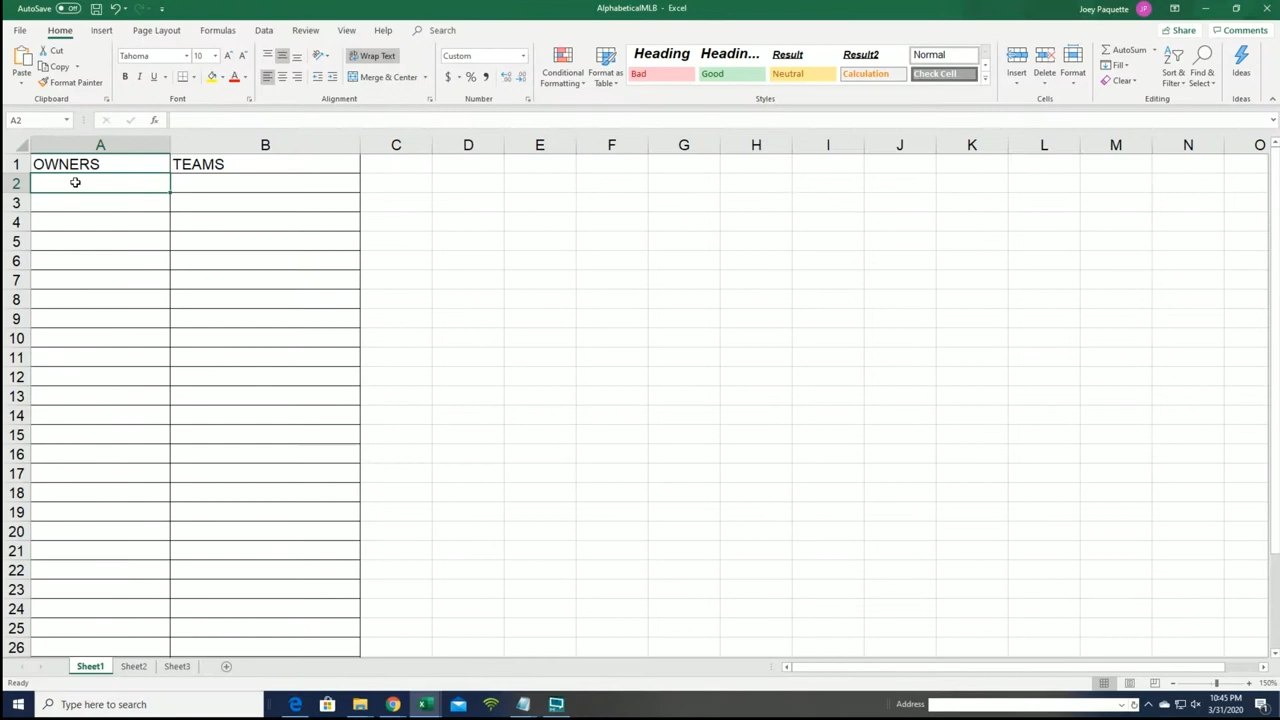 AutoSave Off
AlphabeticalMLB - Excel
Joey Paquette JP
File Home Insert Page Layout Formulas Data Review View Help Search
Share Comments
Paste
Cut
Copy
Format Painter
Clipboard
Tahoma 10
B I U
Font
Wrap Text
Merge & Center
Alignment
Custom
$ %
Number
Conditional Formatting
Format as Table
Heading Headin... Result Result2 Normal
Bad Good Neutral Calculation Check Cell
Styles
Insert Delete Format
Cells
AutoSum
Fill
Clear
Sort & Filter
Find & Select
Editing
Ideas
Ideas
A2 fx
A B C D E F G H I J K L M N O
1 OWNERS TEAMS
2
3
4
5
6
7
8
9
10
11
12
13
14
15
16
17
18
19
20
21
22
23
24
25
26
Sheet1 Sheet2 Sheet3
Ready
150%
Type here to search
Address
10:45 PM
3/31/2020